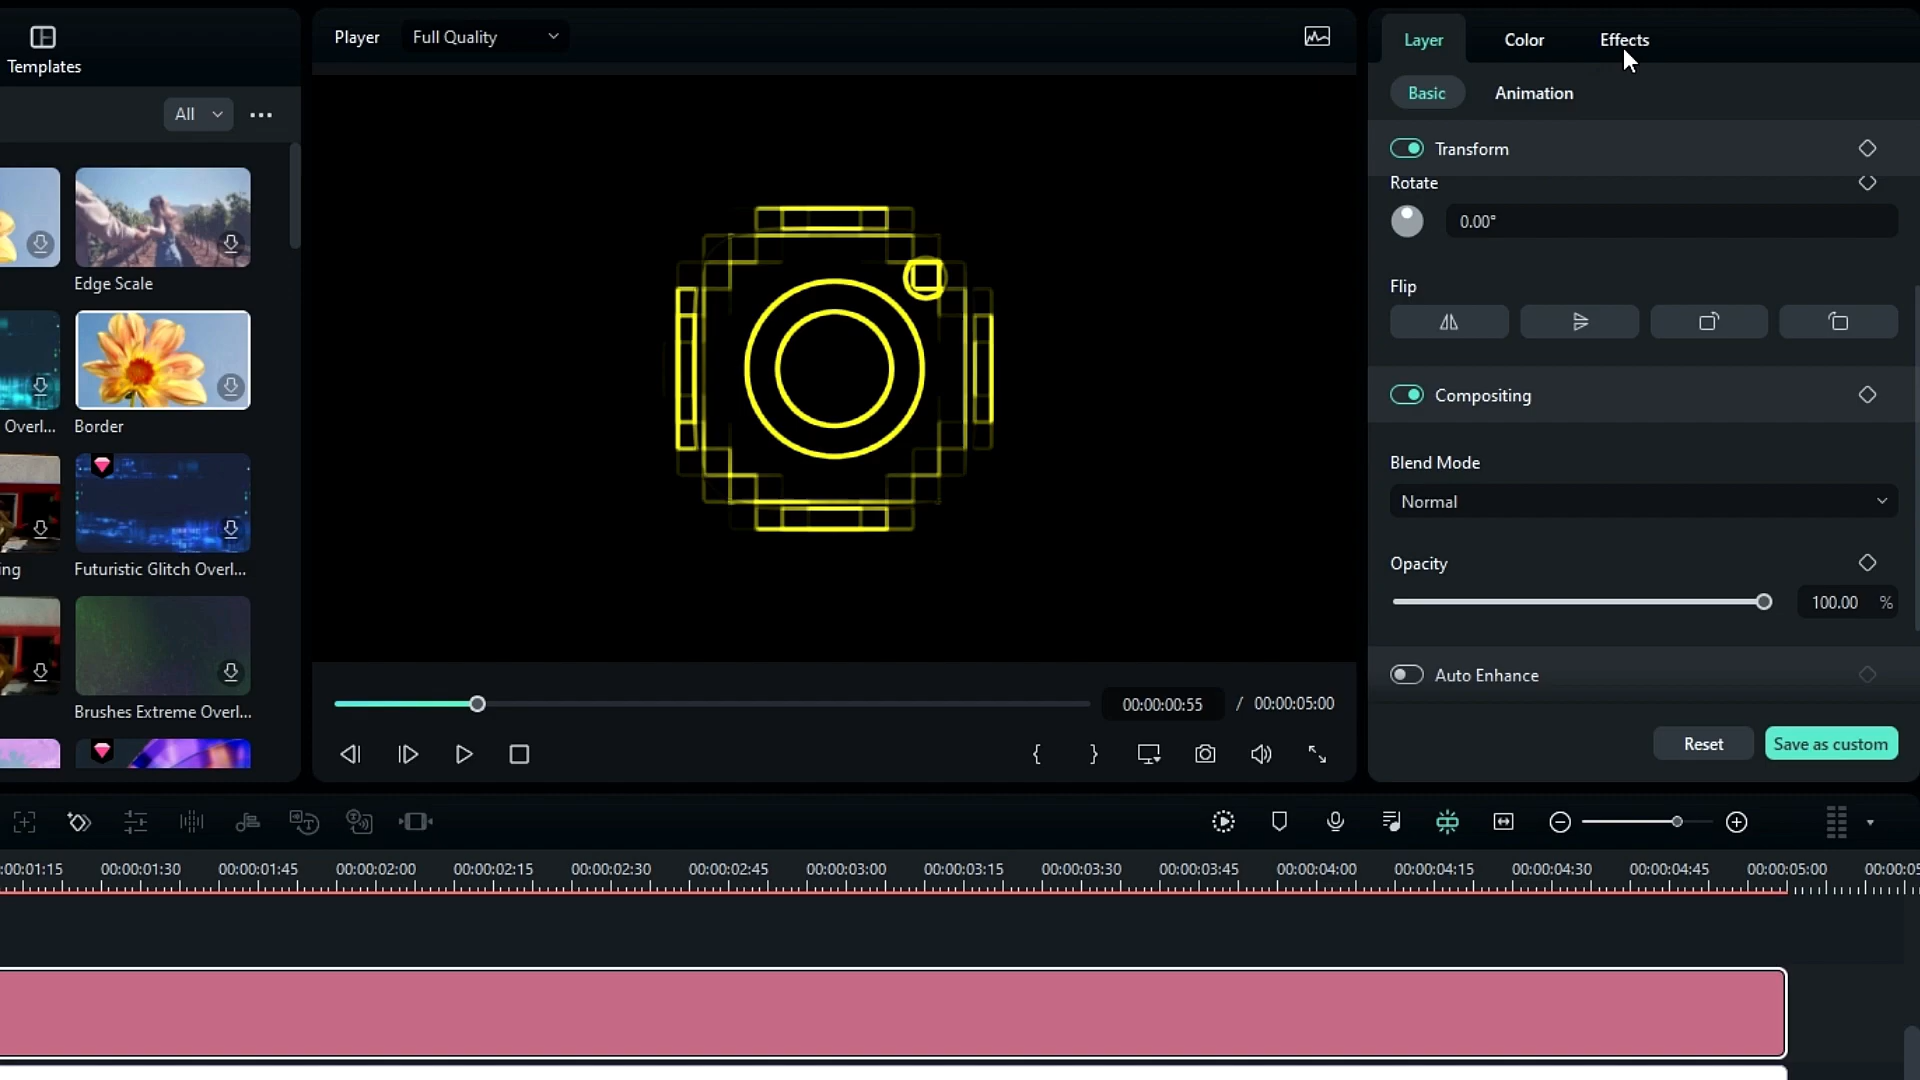 Templates
Player
Full Quality
Layer
Color
Effects
Basic
Animation
All
Transform
Rotate
0.00°
Edge Scale
Flip
Overl...
Border
Compositing
Blend Mode
Normal
ing
Futuristic Glitch Overl...
Opacity
100.00 %
Brushes Extreme Overl...
Auto Enhance
00:00:00:55 / 00:00:05:00
Reset
Save as custom
:00:01:15 00:00:01:30 00:00:01:45 00:00:02:00 00:00:02:15 00:00:02:30 00:00:02:45 00:00:03:00 00:00:03:15 00:00:03:30 00:00:03:45 00:00:04:00 00:00:04:15 00:00:04:30 00:00:04:45 00:00:05:00 00:00:05